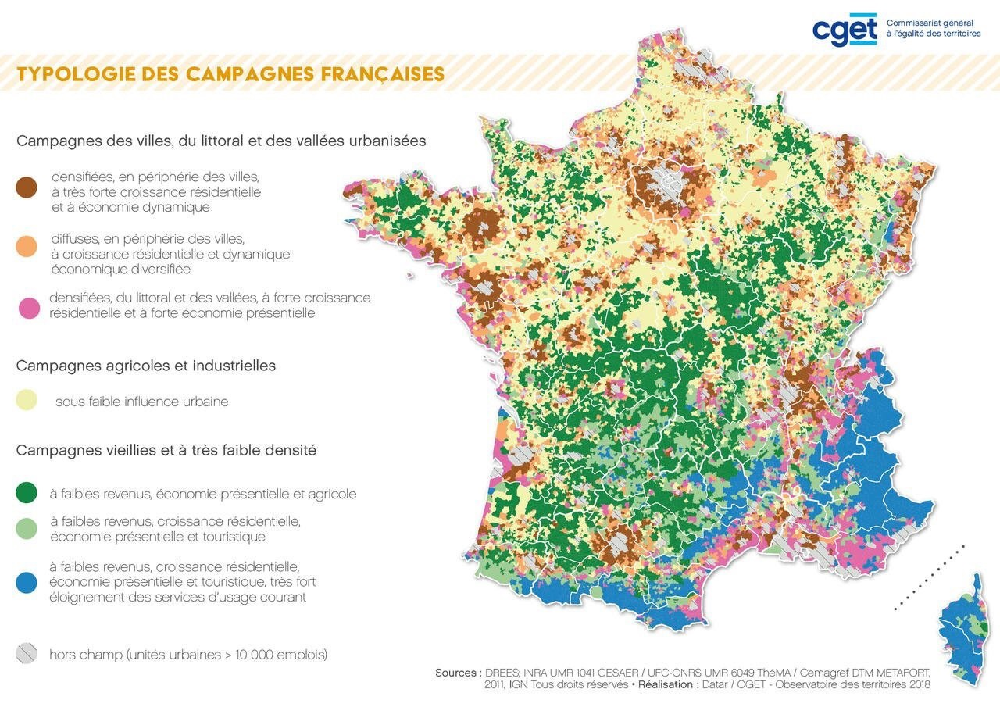 cget
Commissariat général
à l'égalité des territoires
TYPOLOGIE DES CAMPAGNES FRANÇAISES
Campagnes des villes, du littoral et des vallées urbanisées
densifiées, en périphérie des villes,
à très forte croissance résidentielle
et à économie dynamique
diffuses, en périphérie des villes,
à croissance résidentielle et dynamique
économique diversifiée
densifiées, du littoral et des vallées, à forte croissance
résidentielle et à forte économie présentielle
Campagnes agricoles et industrielles
sous faible influence urbaine
Campagnes vieillies et à très faible densité
à faibles revenus, économie présentielle et agricole
à faibles revenus, croissance résidentielle,
économie présentielle et touristique
à faibles revenus, croissance résidentielle,
économie présentielle et touristique, très fort
éloignement des services d'usage courant
hors champ (unités urbaines > 10 000 emplois)
Sources : DREES, INRA UMR 1041 CESAER / UFC-CNRS UMR 6049 ThéMA / Cemagref DTM METAFORT,
2011, IGN Tous droits réservés • Réalisation : Datar / CGET - Observatoire des territoires 2018